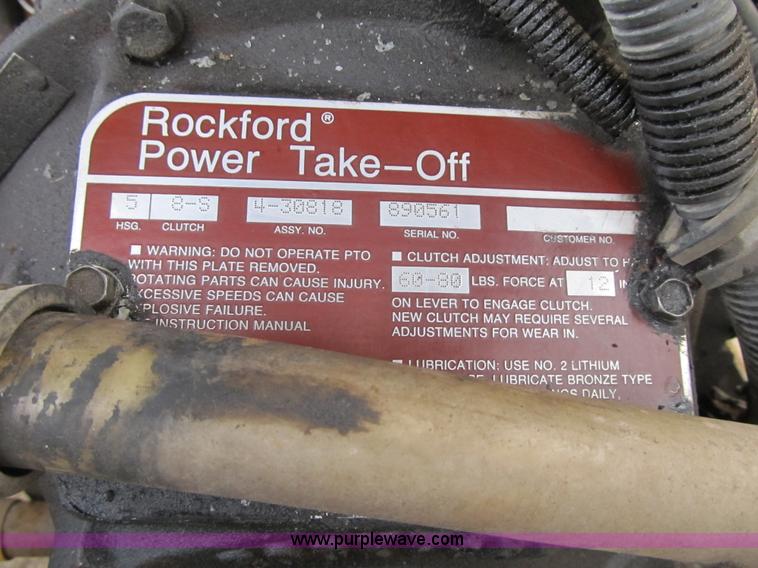 Rockford®
Power Take-Off
5 8-S 4-30818 890561
HSG. CLUTCH ASSY. NO. SERIAL NO. CUSTOMER NO.
■ WARNING: DO NOT OPERATE PTO
WITH THIS PLATE REMOVED.
ROTATING PARTS CAN CAUSE INJURY.
EXCESSIVE SPEEDS CAN CAUSE
EXPLOSIVE FAILURE.
INSTRUCTION MANUAL
■ CLUTCH ADJUSTMENT: ADJUST TO
60-80 LBS. FORCE AT 12
ON LEVER TO ENGAGE CLUTCH.
NEW CLUTCH MAY REQUIRE SEVERAL
ADJUSTMENTS FOR WEAR IN.
■ LUBRICATION: USE NO. 2 LITHIUM
LUBRICATE BRONZE TYPE
DAILY.
www.purplewave.com